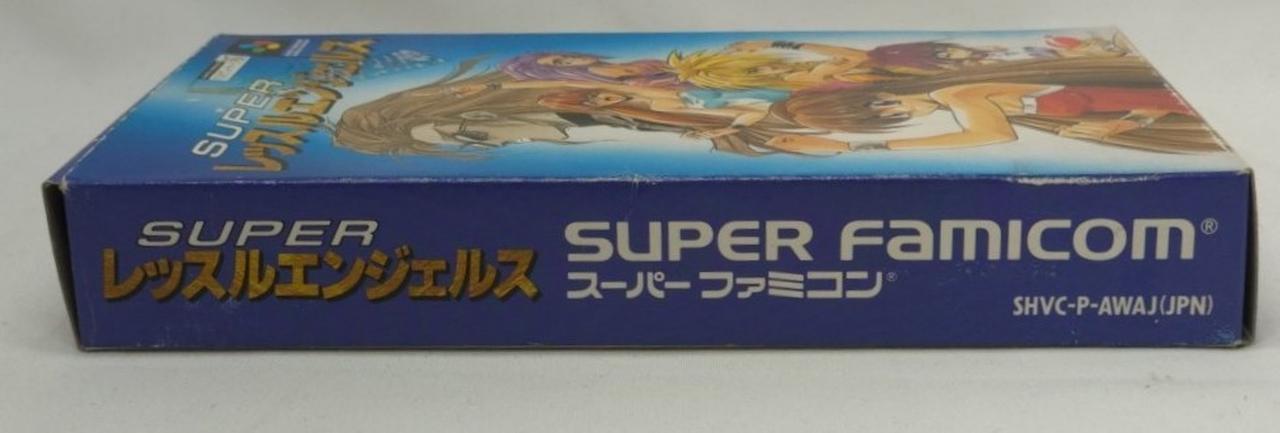 SUPER
レッスルエンジェルス
SUPER
レッスルエンジェルス
SUPER FAMICOM®
スーパーファミコン®
SHVC-P-AWAJ(JPN)